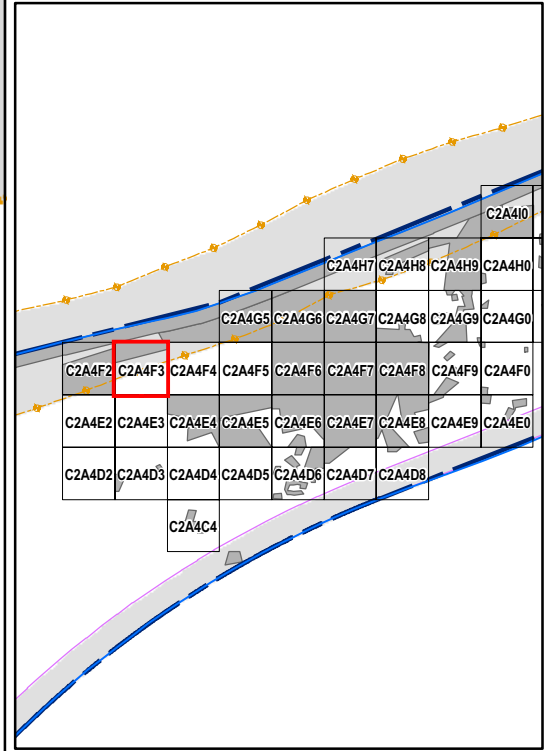 C2A4I0
C2A4H7 C2A4H8 C2A4H9 C2A4H0
C2A4G5 C2A4G6 C2A4G7 C2A4G8 C2A4G9 C2A4G0
C2A4F2 C2A4F3 C2A4F4 C2A4F5 C2A4F6 C2A4F7 C2A4F8 C2A4F9 C2A4F0
C2A4E2 C2A4E3 C2A4E4 C2A4E5 C2A4E6 C2A4E7 C2A4E8 C2A4E9 C2A4E0
C2A4D2 C2A4D3 C2A4D4 C2A4D5 C2A4D6 C2A4D7 C2A4D8
C2A4C4